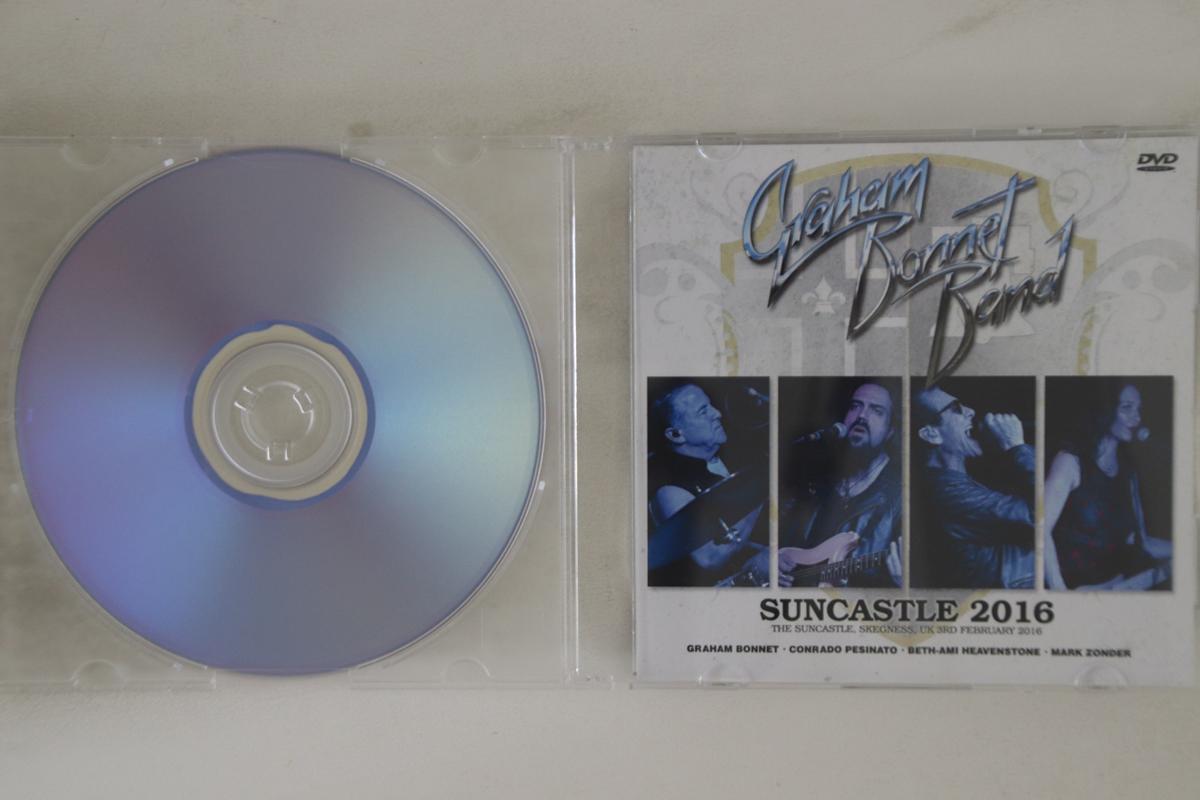 DVD
Graham
Bonnet
Band
SUNCASTLE 2016
THE SUNCASTLE, SKEGNESS, UK 3RD FEBRUARY 2016
GRAHAM BONNET · CONRADO PESINATO · BETH-AMI HEAVENSTONE · MARK ZONDER